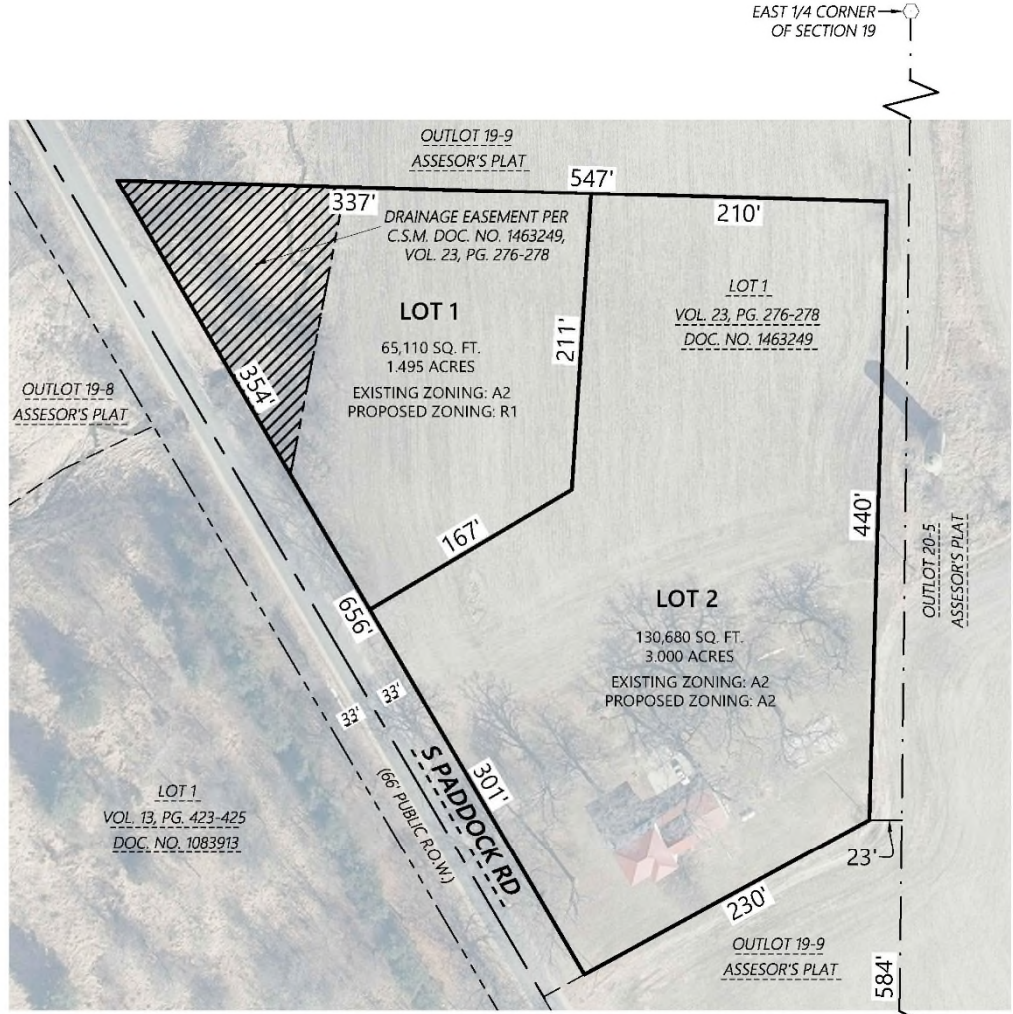 EAST 1/4 CORNER
OF SECTION 19
OUTLOT 19-9
ASSESOR'S PLAT
547'
337'
210'
DRAINAGE EASEMENT PER
C.S.M. DOC. NO. 1463249,
VOL. 23, PG. 276-278
LOT 1
65,110 SQ. FT.
1.495 ACRES
EXISTING ZONING: A2
PROPOSED ZONING: R1
211'
LOT 1
VOL. 23, PG. 276-278
DOC. NO. 1463249
OUTLOT 19-8
ASSESOR'S PLAT
354'
167'
440'
OUTLOT 20-5
ASSESOR'S PLAT
656'
LOT 2
130,680 SQ. FT.
3.000 ACRES
EXISTING ZONING: A2
PROPOSED ZONING: A2
33'
33'
S PADDOCK RD
(66' PUBLIC R.O.W.)
301'
LOT 1
VOL. 13, PG. 423-425
DOC. NO. 1083913
23'
230'
OUTLOT 19-9
ASSESOR'S PLAT
584'